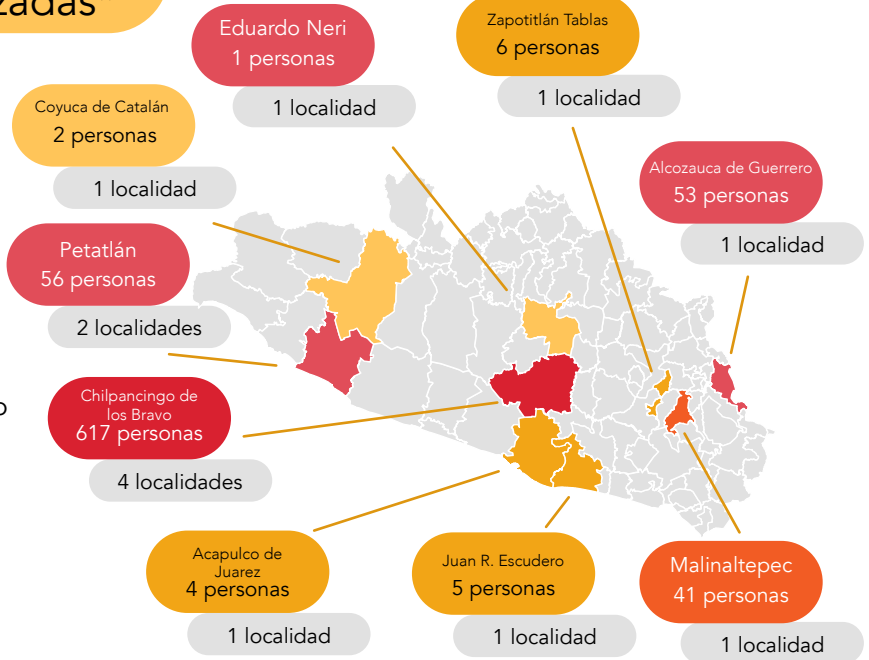 Eduardo Neri
1 personas
1 localidad
Zapotitlán Tablas
6 personas
1 localidad
Coyuca de Catalán
2 personas
1 localidad
Alcozauca de Guerrero
53 personas
1 localidad
Petatlán
56 personas
2 localidades
Chilpancingo de
los Bravo
617 personas
4 localidades
Acapulco de
Juarez
4 personas
1 localidad
Juan R. Escudero
5 personas
1 localidad
Malinaltepec
41 personas
1 localidad